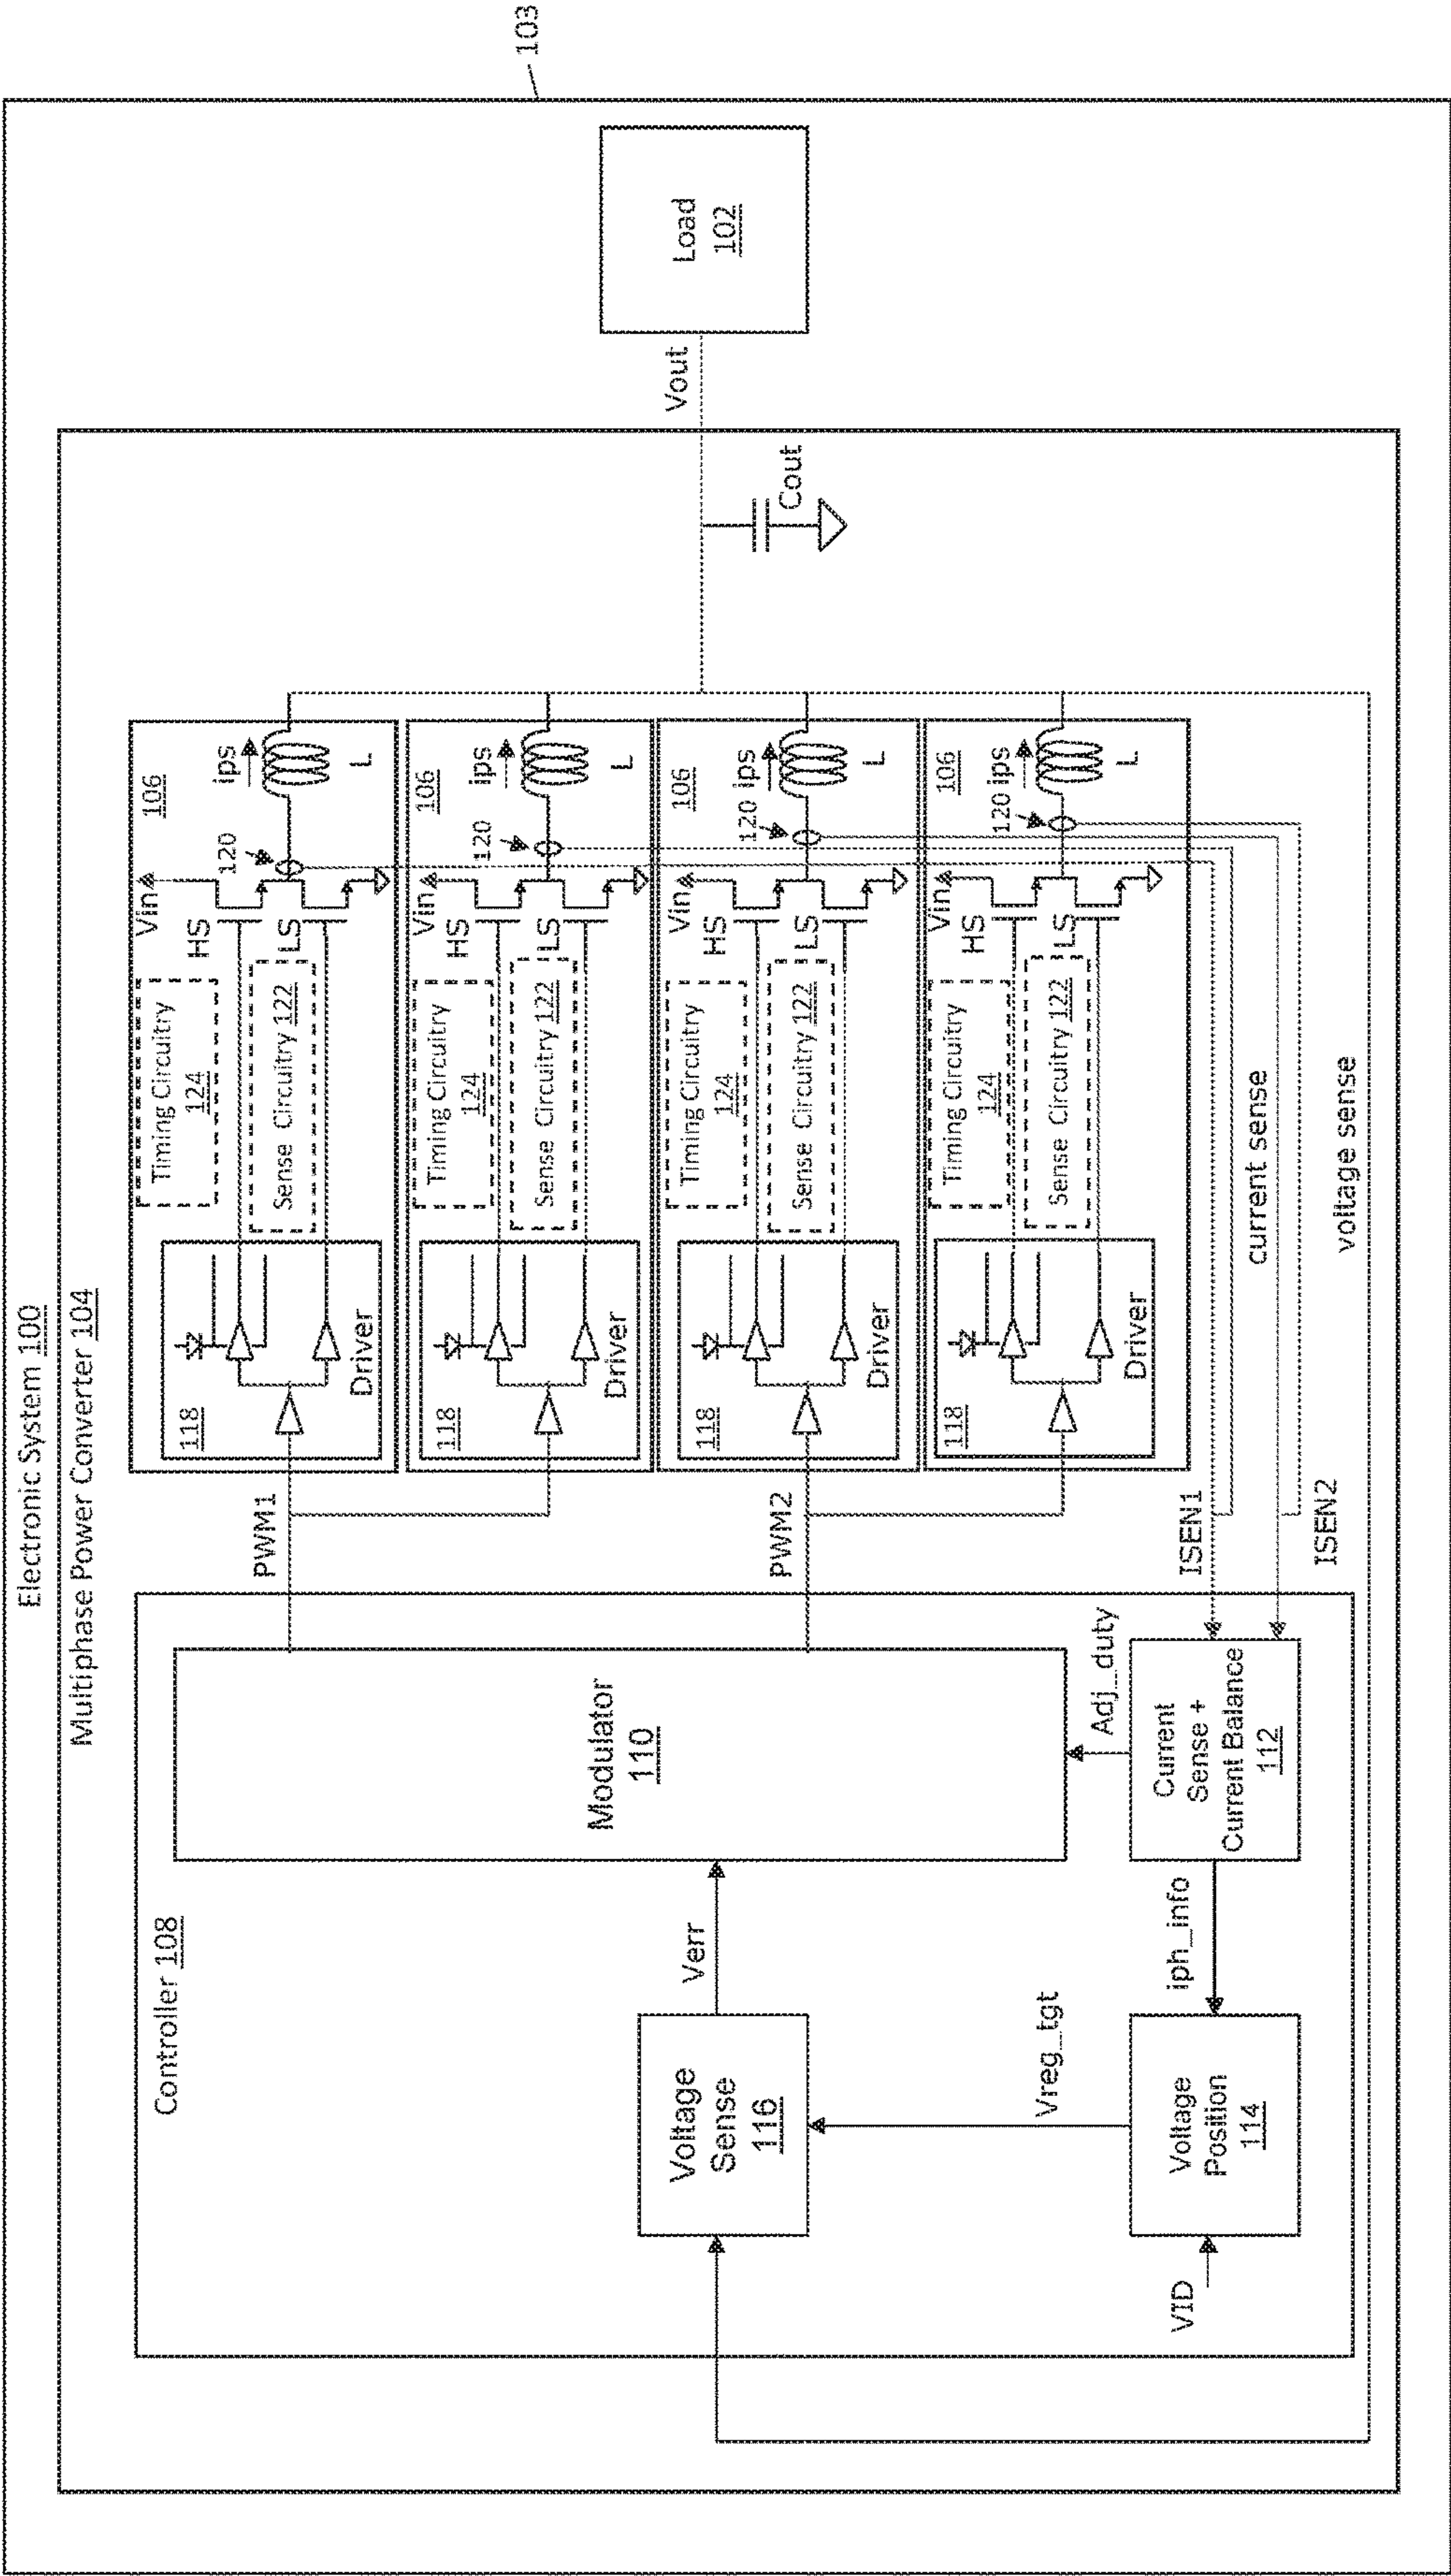 Electronic System 100
103
Multiphase Power Converter 104
Controller 108
Modulator
110
Voltage
Sense
116
Verr
Vreg_tgt
Voltage
Position
114
VID
iph_info
Current
Sense +
Current Balance
112
Adj_duty
PWM1
PWM2
ISEN1
ISEN2
current sense
voltage sense
118
Driver
Timing Circuitry
124
Sense Circuitry 122
Vin
HS
LS
120
106
ips
L
118
Driver
Timing Circuitry
124
Sense Circuitry 122
Vin
HS
LS
120
106
ips
L
118
Driver
Timing Circuitry
124
Sense Circuitry 122
Vin
HS
LS
120
106
ips
L
118
Driver
Timing Circuitry
124
Sense Circuitry 122
Vin
HS
LS
120
106
ips
L
Cout
Vout
Load
102